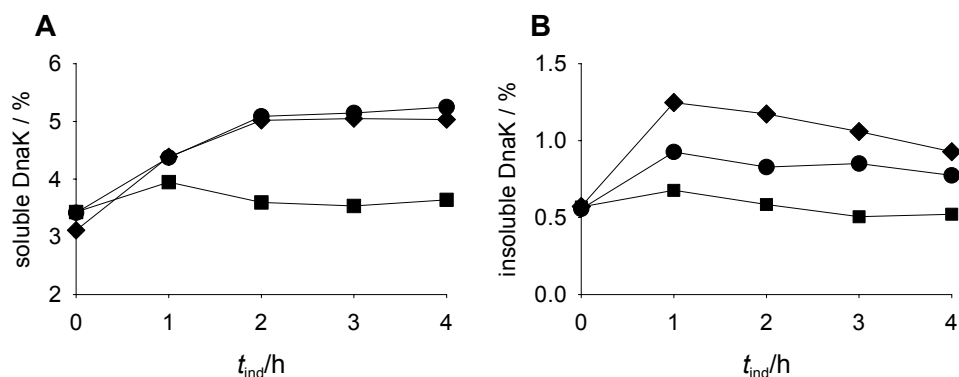 A
soluble DnaK / %
6
5
4
3
2
0 1 2 3 4
t_ind/h
B
insoluble DnaK / %
1.5
1.0
0.5
0.0
0 1 2 3 4
t_ind/h